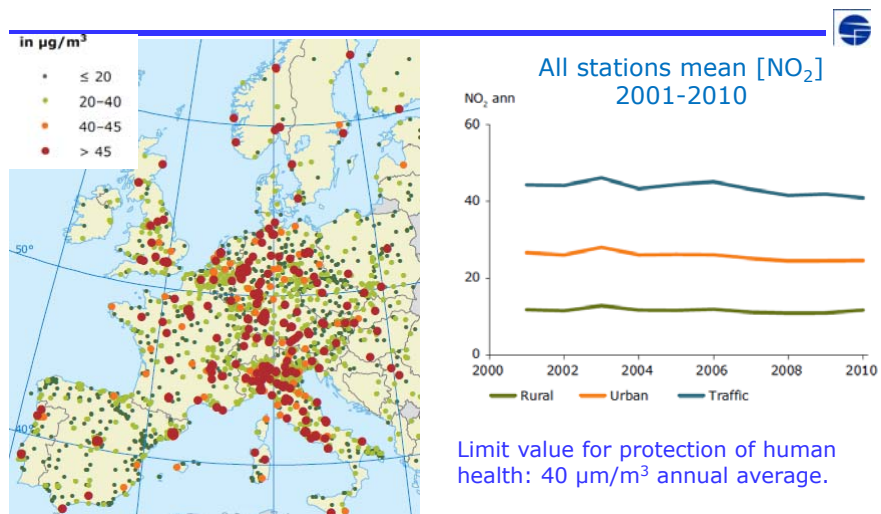 in µg/m³
≤ 20
20–40
40–45
> 45
50°
40°
All stations mean [NO₂]
2001-2010
NO₂ ann
60
40
20
0
2000 2002 2004 2006 2008 2010
Rural Urban Traffic
Limit value for protection of human
health: 40 µm/m³ annual average.